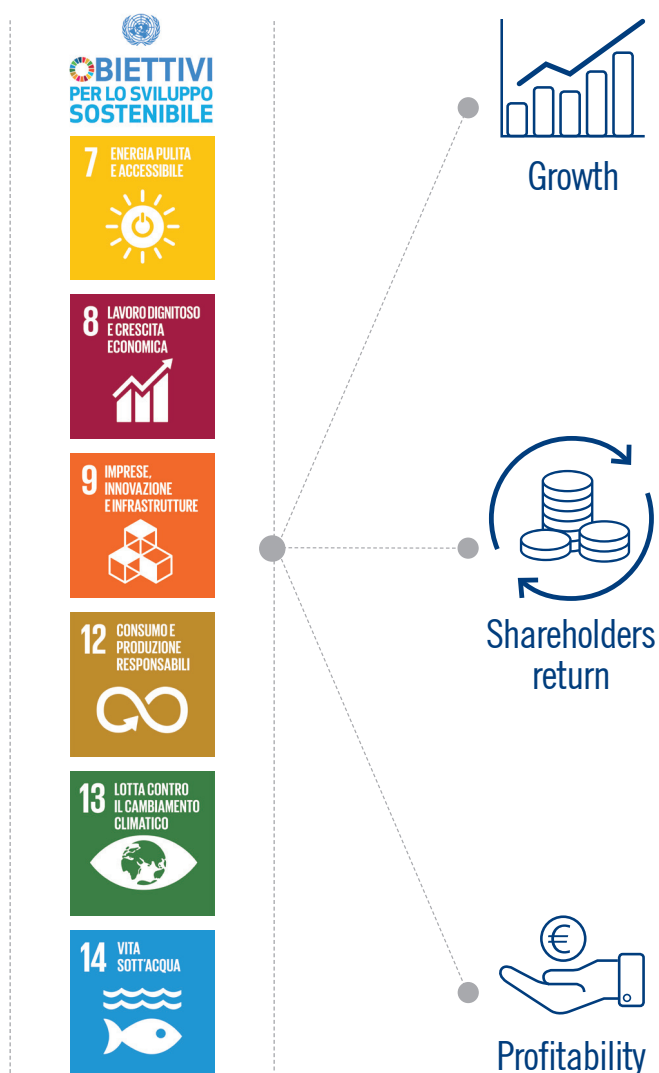 OBIETTIVI
PER LO SVILUPPO
SOSTENIBILE
7 ENERGIA PULITA
E ACCESSIBILE
8 LAVORO DIGNITOSO
E CRESCITA
ECONOMICA
9 IMPRESE,
INNOVAZIONE
E INFRASTRUTTURE
12 CONSUMO E
PRODUZIONE
RESPONSABILI
13 LOTTA CONTRO
IL CAMBIAMENTO
CLIMATICO
14 VITA
SOTT'ACQUA
Growth
Shareholders
return
€
Profitability